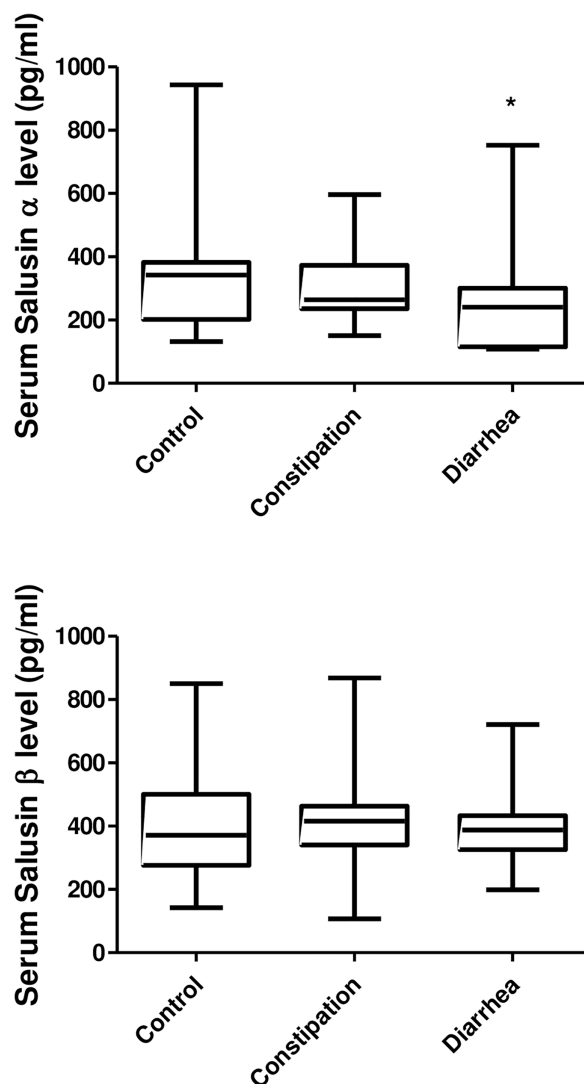 Serum Salusin α level (pg/ml)
1000
800
600
400
200
0
*
Control
Constipation
Diarrhea
Serum Salusin β level (pg/ml)
1000
800
600
400
200
0
Control
Constipation
Diarrhea